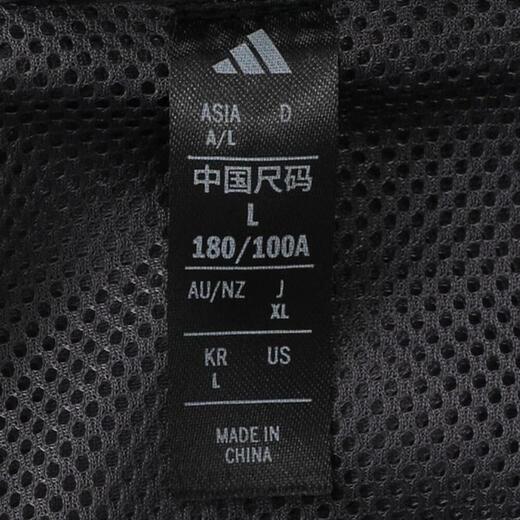 ASIA D
A/L
中国尺码
L
180/100A
AU/NZ J
XL
KR US
L
MADE IN
CHINA